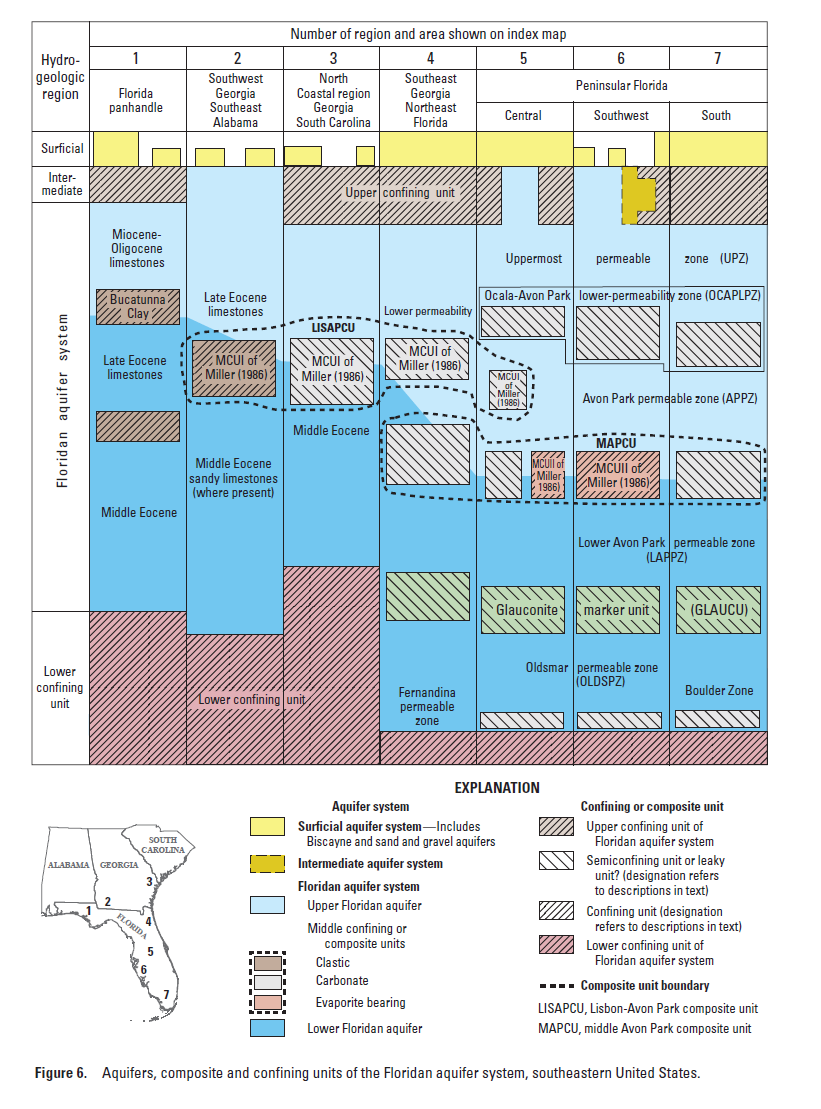 Number of region and area shown on index map
Hydro-
geologic
region
1
2
3
4
5
6
7
Florida
panhandle
Southwest
Georgia
Southeast
Alabama
North
Coastal region
Georgia
South Carolina
Southeast
Georgia
Northeast
Florida
Peninsular Florida
Central
Southwest
South
Surficial
Inter-
mediate
Upper confining unit
Floridan aquifer system
Miocene-
Oligocene
limestones
Bucatunna
Clay
Late Eocene
limestones
Middle Eocene
Late Eocene
limestones
MCUI of
Miller (1986)
Middle Eocene
sandy limestones
(where present)
LISAPCU
MCUI of
Miller (1986)
Middle Eocene
Lower permeability
MCUI of
Miller (1986)
Uppermost permeable zone (UPZ)
Ocala-Avon Park lower-permeability zone (OCAPLPZ)
MCUI
of
Miller
(1986)
Avon Park permeable zone (APPZ)
MAPCU
MCUII of
Miller
1986)
MCUII of
Miller (1986)
Lower Avon Park permeable zone
(LAPPZ)
Glauconite marker unit (GLAUCU)
Oldsmar permeable zone
(OLDSPZ)
Boulder Zone
Fernandina
permeable
zone
Lower
confining
unit
Lower confining unit
EXPLANATION
Aquifer system
Surficial aquifer system—Includes
Biscayne and sand and gravel aquifers
Intermediate aquifer system
Floridan aquifer system
Upper Floridan aquifer
Middle confining or
composite units
Clastic
Carbonate
Evaporite bearing
Lower Floridan aquifer
Confining or composite unit
Upper confining unit of
Floridan aquifer system
Semiconfining unit or leaky
unit? (designation refers
to descriptions in text)
Confining unit (designation
refers to descriptions in text)
Lower confining unit of
Floridan aquifer system
Composite unit boundary
LISAPCU, Lisbon-Avon Park composite unit
MAPCU, middle Avon Park composite unit
SOUTH
CAROLINA
ALABAMA
GEORGIA
FLORIDA
1
2
3
4
5
6
7
Figure 6. Aquifers, composite and confining units of the Floridan aquifer system, southeastern United States.